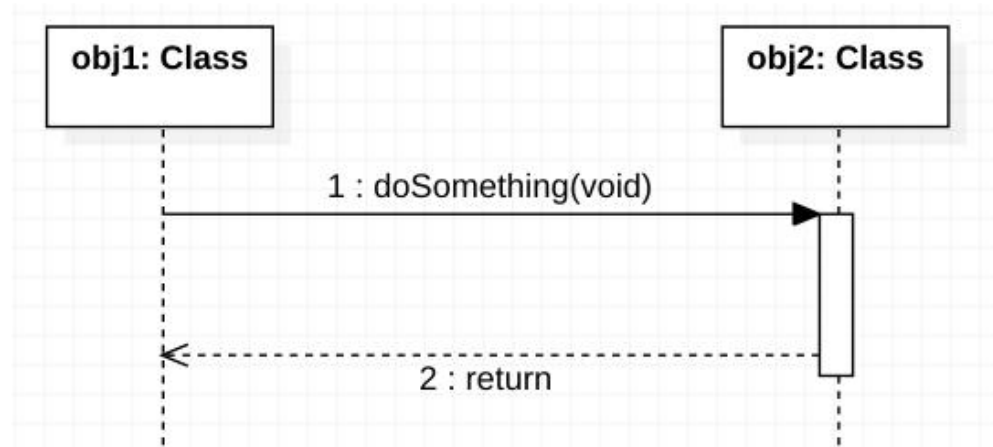 obj1: Class
obj2: Class
1 : doSomething(void)
2 : return